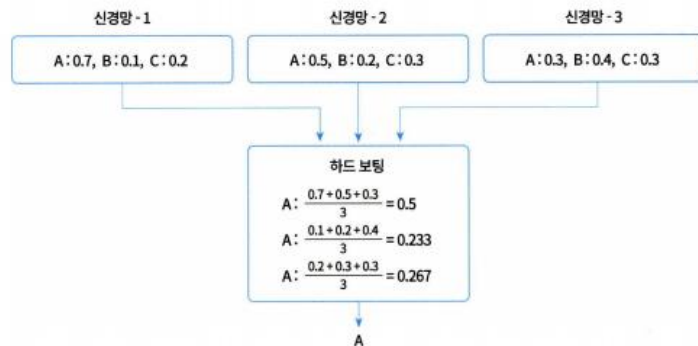 신경망 - 1
신경망 - 2
신경망 - 3
A : 0.7, B : 0.1, C : 0.2
A : 0.5, B : 0.2, C : 0.3
A : 0.3, B : 0.4, C : 0.3
하드 보팅
A : (0.7 + 0.5 + 0.3) / 3 = 0.5
A : (0.1 + 0.2 + 0.4) / 3 = 0.233
A : (0.2 + 0.3 + 0.3) / 3 = 0.267
A